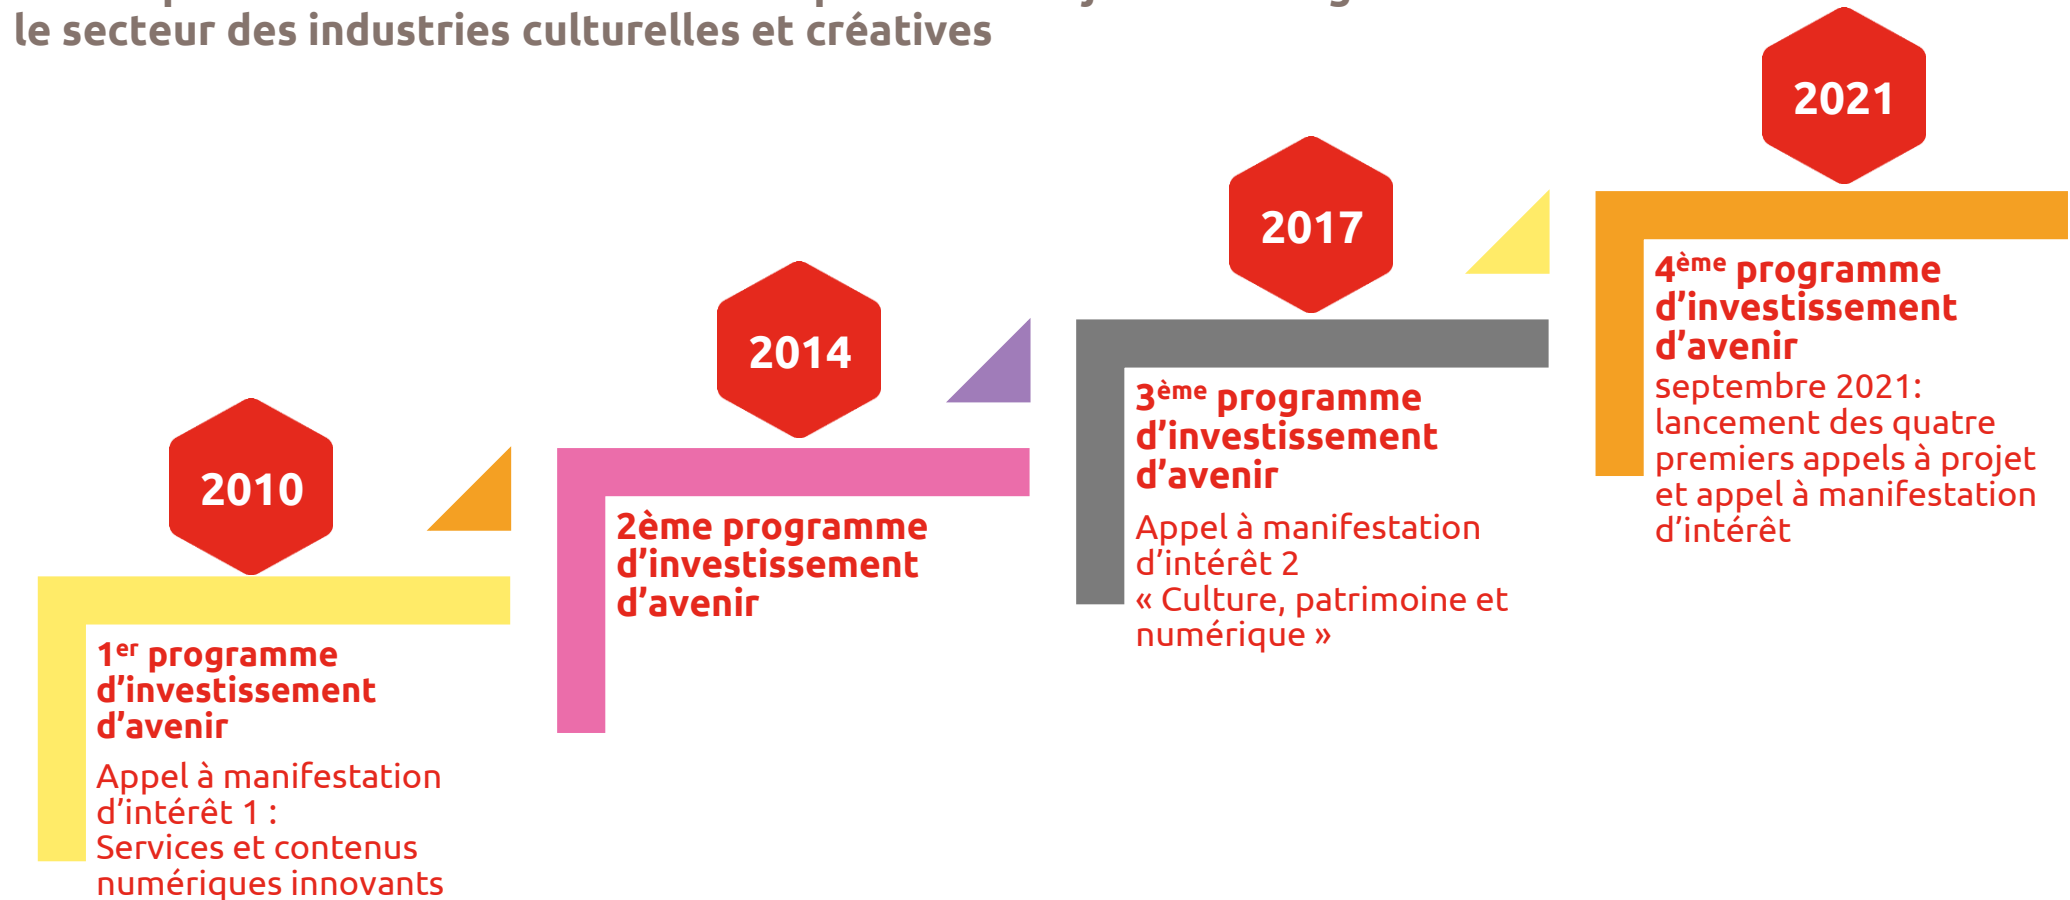 le secteur des industries culturelles et créatives
2021
2017
2014
2010
4ème programme
d’investissement
d’avenir
septembre 2021:
lancement des quatre
premiers appels à projet
et appel à manifestation
d’intérêt
3ème programme
d’investissement
d’avenir
Appel à manifestation
d’intérêt 2
« Culture, patrimoine et
numérique »
2ème programme
d’investissement
d’avenir
1er programme
d’investissement
d’avenir
Appel à manifestation
d’intérêt 1 :
Services et contenus
numériques innovants